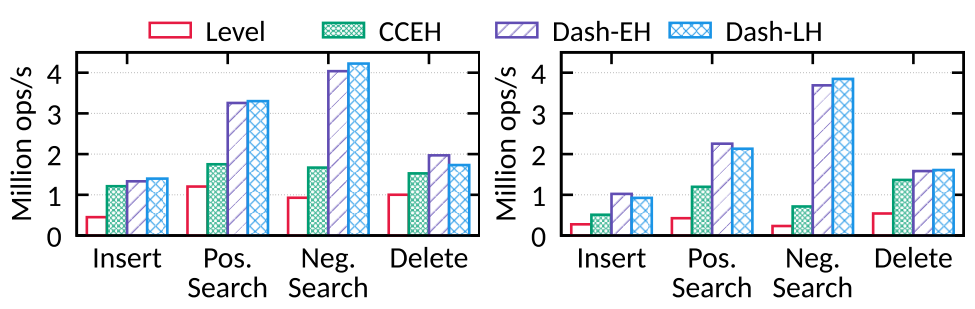 Level CCEH Dash-EH Dash-LH
Million ops/s
4
3
2
1
0
Insert Pos. Search Neg. Search Delete
Million ops/s
4
3
2
1
0
Insert Pos. Search Neg. Search Delete